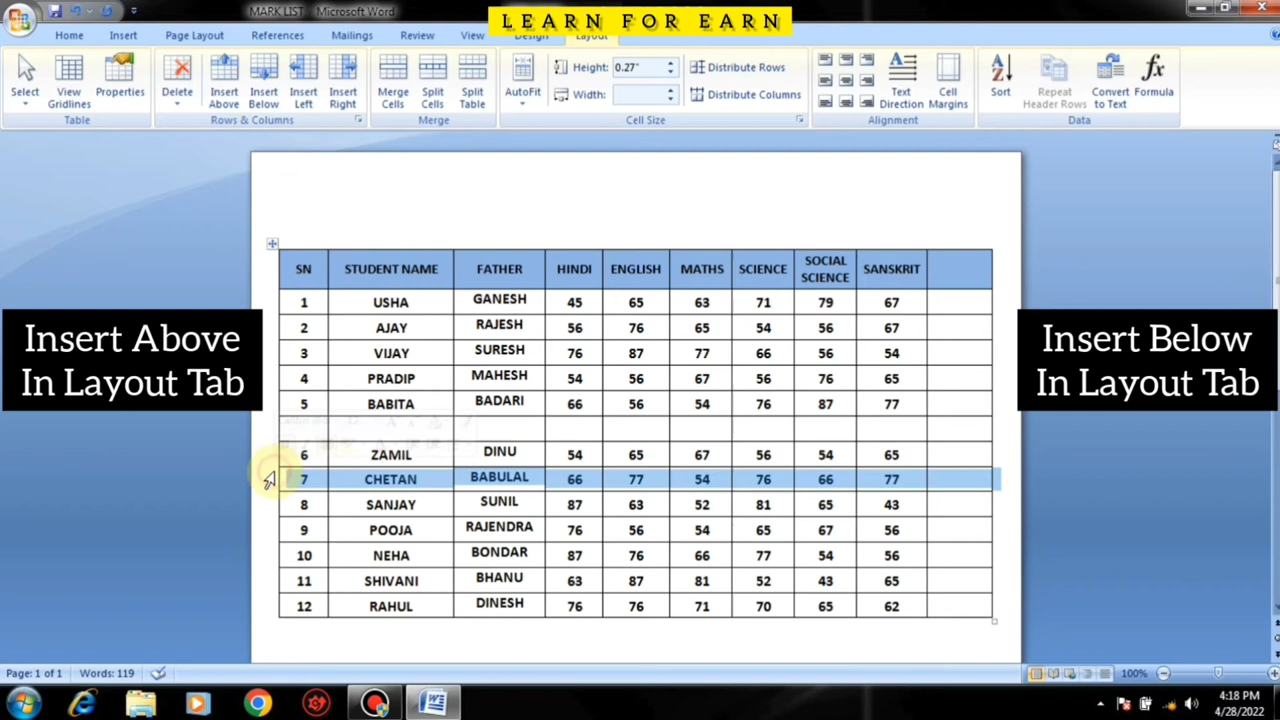 MARK LIST - Microsoft Word
LEARN FOR EARN
Home Insert Page Layout References Mailings Review View Design Layout
Select
View Gridlines
Properties
Table
Delete
Insert Above
Insert Below
Insert Left
Insert Right
Rows & Columns
Merge Cells
Split Cells
Split Table
Merge
AutoFit
Height: 0.27"
Width:
Distribute Rows
Distribute Columns
Cell Size
Text Direction
Cell Margins
Alignment
Sort
Repeat Header Rows
Convert to Text
Formula
Data
SN STUDENT NAME FATHER HINDI ENGLISH MATHS SCIENCE SOCIAL SCIENCE SANSKRIT
1 USHA GANESH 45 65 63 71 79 67
2 AJAY RAJESH 56 76 65 54 56 67
3 VIJAY SURESH 76 87 77 66 56 54
4 PRADIP MAHESH 54 56 67 56 76 65
5 BABITA BADARI 66 56 54 76 87 77
6 ZAMIL DINU 54 65 67 56 54 65
7 CHETAN BABULAL 66 77 54 76 66 77
8 SANJAY SUNIL 87 63 52 81 65 43
9 POOJA RAJENDRA 76 56 54 65 67 56
10 NEHA BONDAR 87 76 66 77 54 56
11 SHIVANI BHANU 63 87 81 52 43 65
12 RAHUL DINESH 76 76 71 70 65 62
Insert Above
In Layout Tab
Insert Below
In Layout Tab
Page: 1 of 1 Words: 119
100%
4:18 PM
4/28/2022